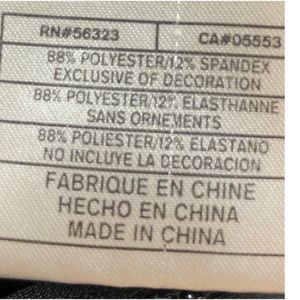 RN#56323 CA#05553
88% POLYESTER/12% SPANDEX
EXCLUSIVE OF DECORATION
88% POLYESTER/12% ELASTHANNE
SANS ORNEMENTS
88% POLIESTER/12% ELASTANO
NO INCLUYE LA DECORACION
FABRIQUE EN CHINE
HECHO EN CHINA
MADE IN CHINA